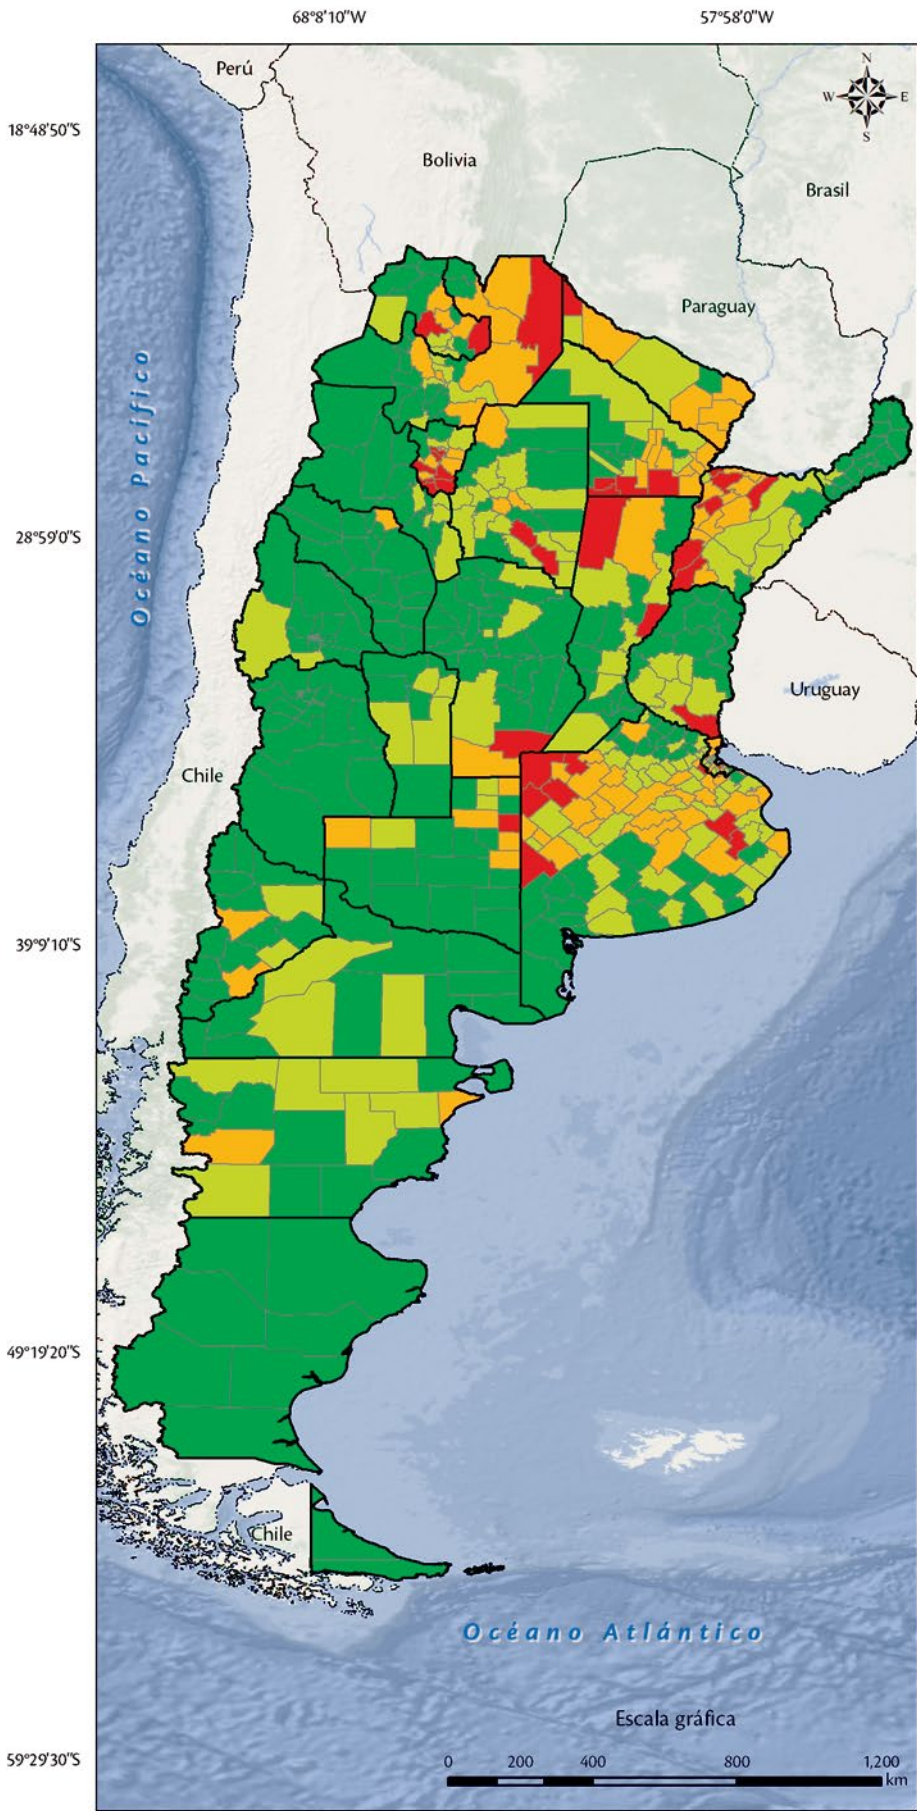 68°8'10"W
57°58'0"W
Perú
N
W
E
S
18°48'50"S
Bolivia
Brasil
Paraguay
Océano Pacífico
28°59'0"S
Uruguay
Chile
39°9'10"S
49°19'20"S
Chile
Océano Atlántico
Escala gráfica
59°29'30"S
0 200 400 800 1,200
km